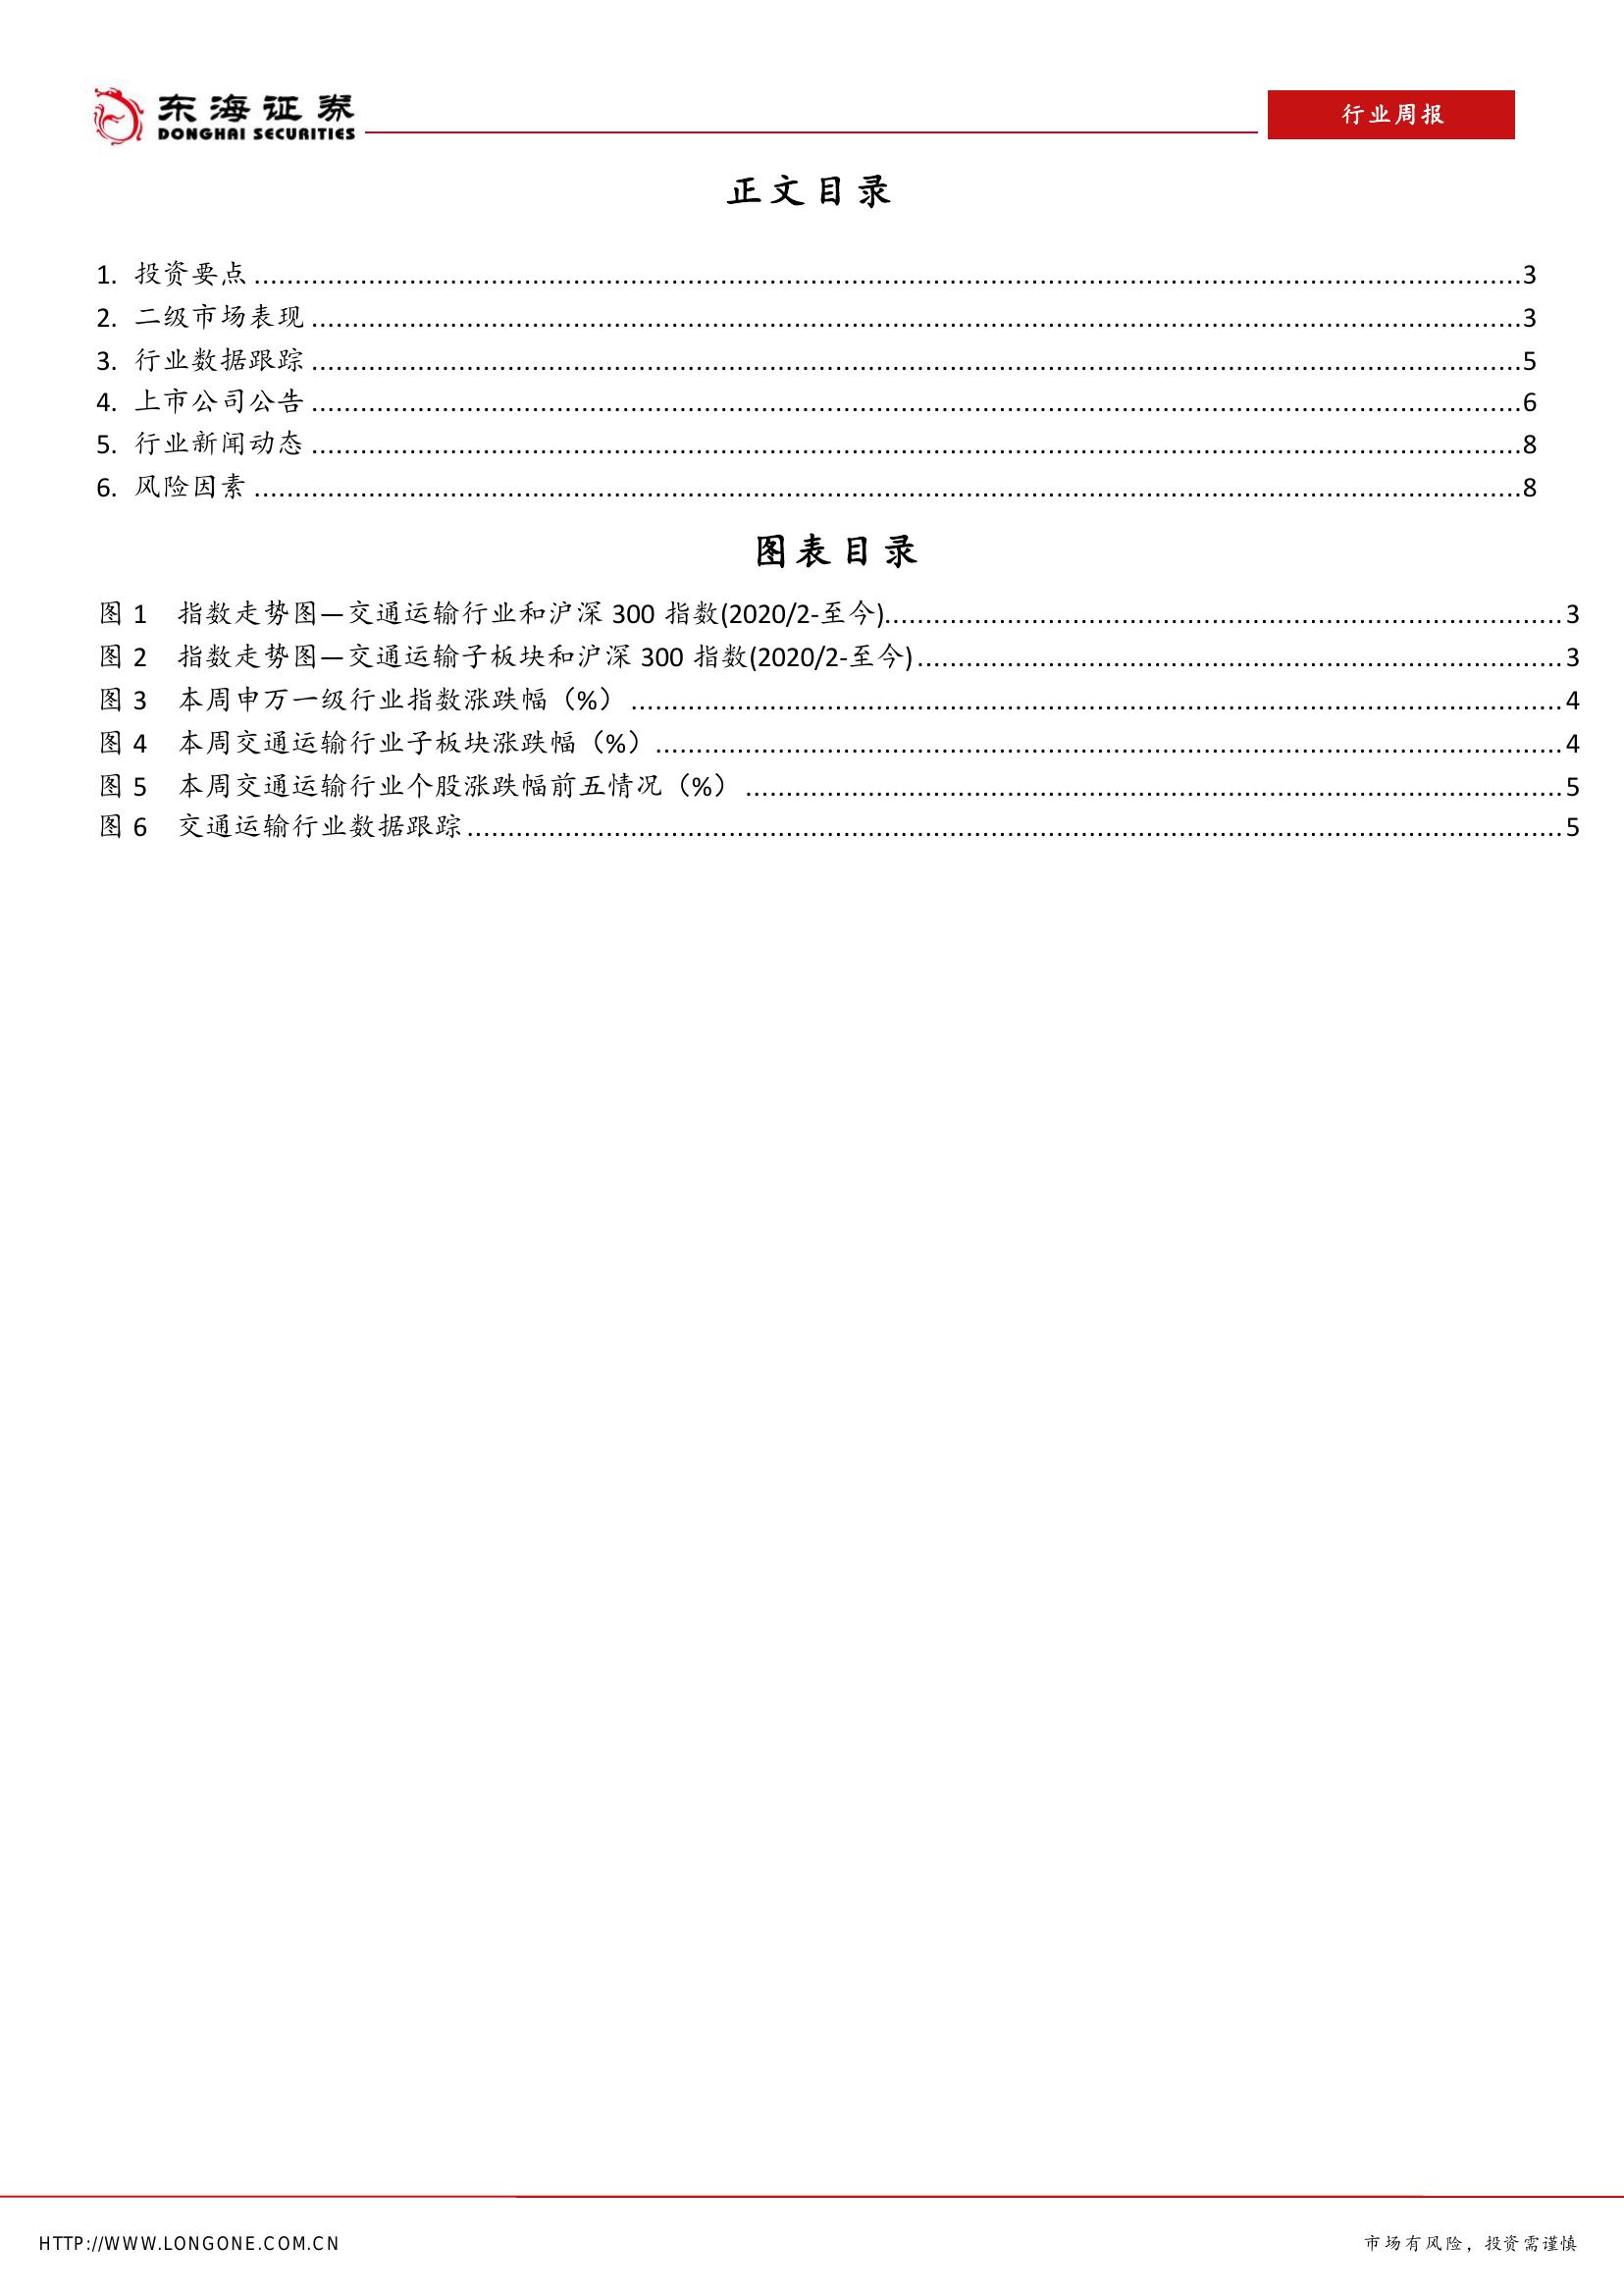 东海证券
DONGHAI SECURITIES
行业周报
正文目录
1. 投资要点........................................3
2. 二级市场表现........................................3
3. 行业数据跟踪........................................5
4. 上市公司公告........................................6
5. 行业新闻动态........................................8
6. 风险因素........................................8
图表目录
图 1 指数走势图—交通运输行业和沪深 300 指数(2020/2-至今)........................................3
图 2 指数走势图—交通运输子板块和沪深 300 指数(2020/2-至今)........................................3
图 3 本周申万一级行业指数涨跌幅（%）........................................4
图 4 本周交通运输行业子板块涨跌幅（%）........................................4
图 5 本周交通运输行业个股涨跌幅前五情况（%）........................................5
图 6 交通运输行业数据跟踪........................................5
HTTP://WWW.LONGONE.COM.CN
市场有风险，投资需谨慎